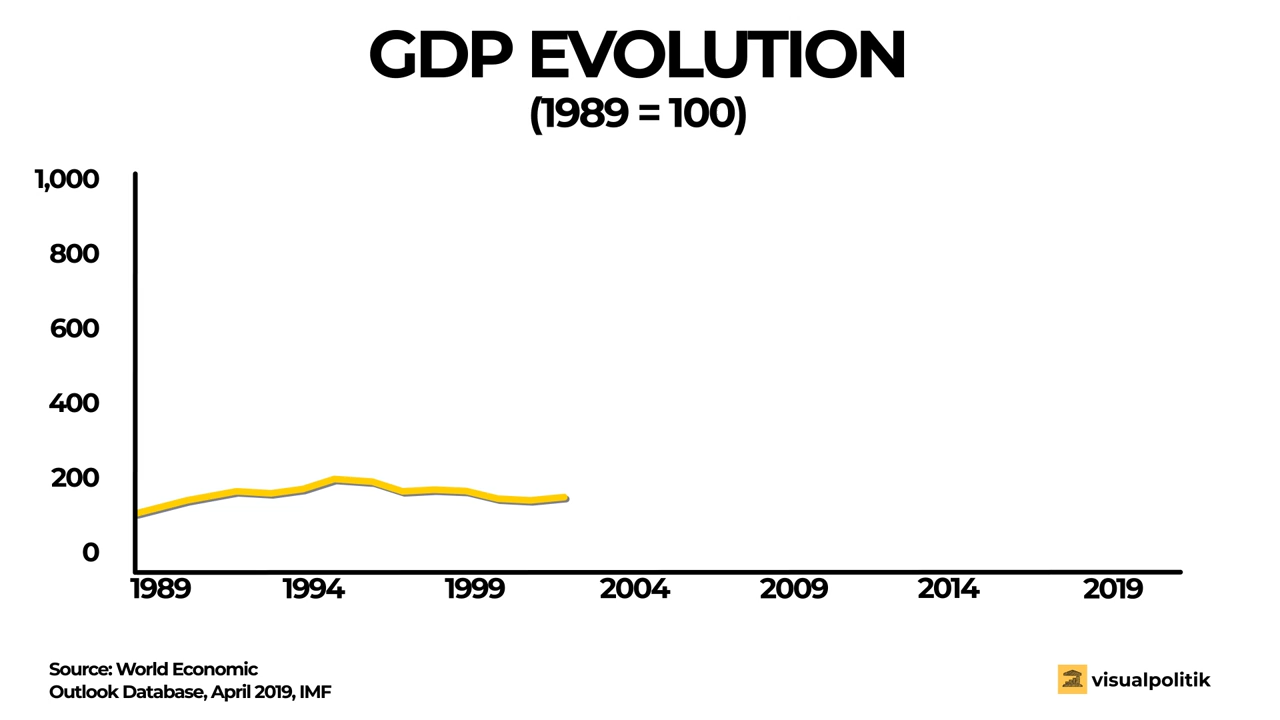 GDP EVOLUTION
(1989 = 100)
1,000
800
600
400
200
0
1989 1994 1999 2004 2009 2014 2019
Source: World Economic
Outlook Database, April 2019, IMF
visualpolitik